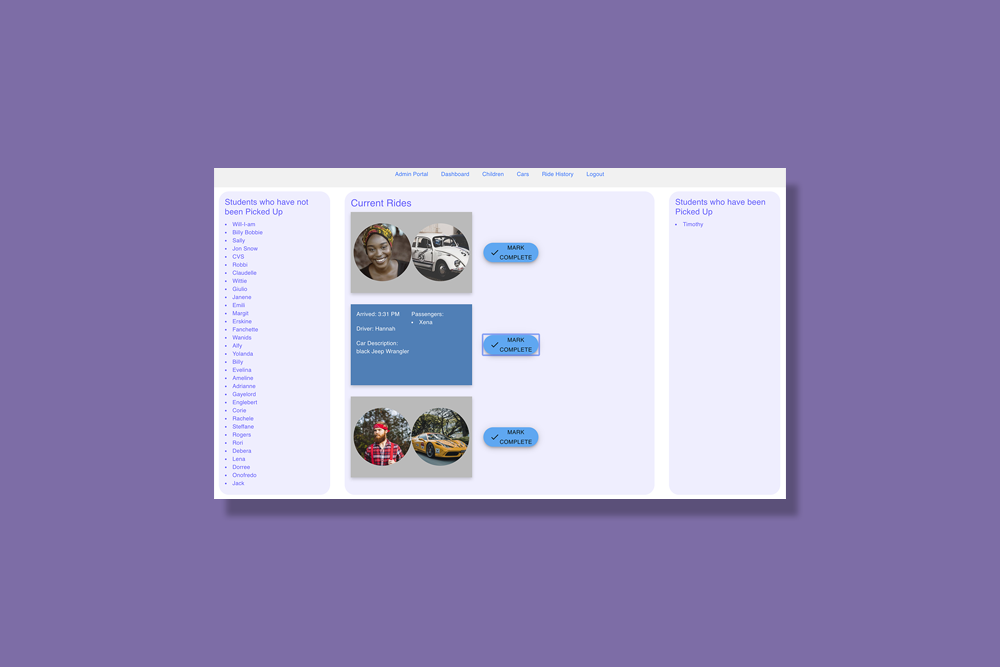 Admin Portal Dashboard Children Cars Ride History Logout
Students who have not
been Picked Up
Will-I-am
Billy Bobbie
Sally
Jon Snow
CVS
Robbi
Claudelle
Willie
Giulio
Janene
Emili
Margit
Erskine
Fanchette
Wanids
Alfy
Yolanda
Billy
Evelina
Ameline
Adrianne
Gayelord
Englebert
Corie
Rachele
Steffane
Rogers
Rori
Debera
Lena
Dorree
Onofredo
Jack
Current Rides
MARK
COMPLETE
Arrived: 3:31 PM
Driver: Hannah
Car Description:
black Jeep Wrangler
Passengers:
Xena
MARK
COMPLETE
MARK
COMPLETE
Students who have been
Picked Up
Timothy